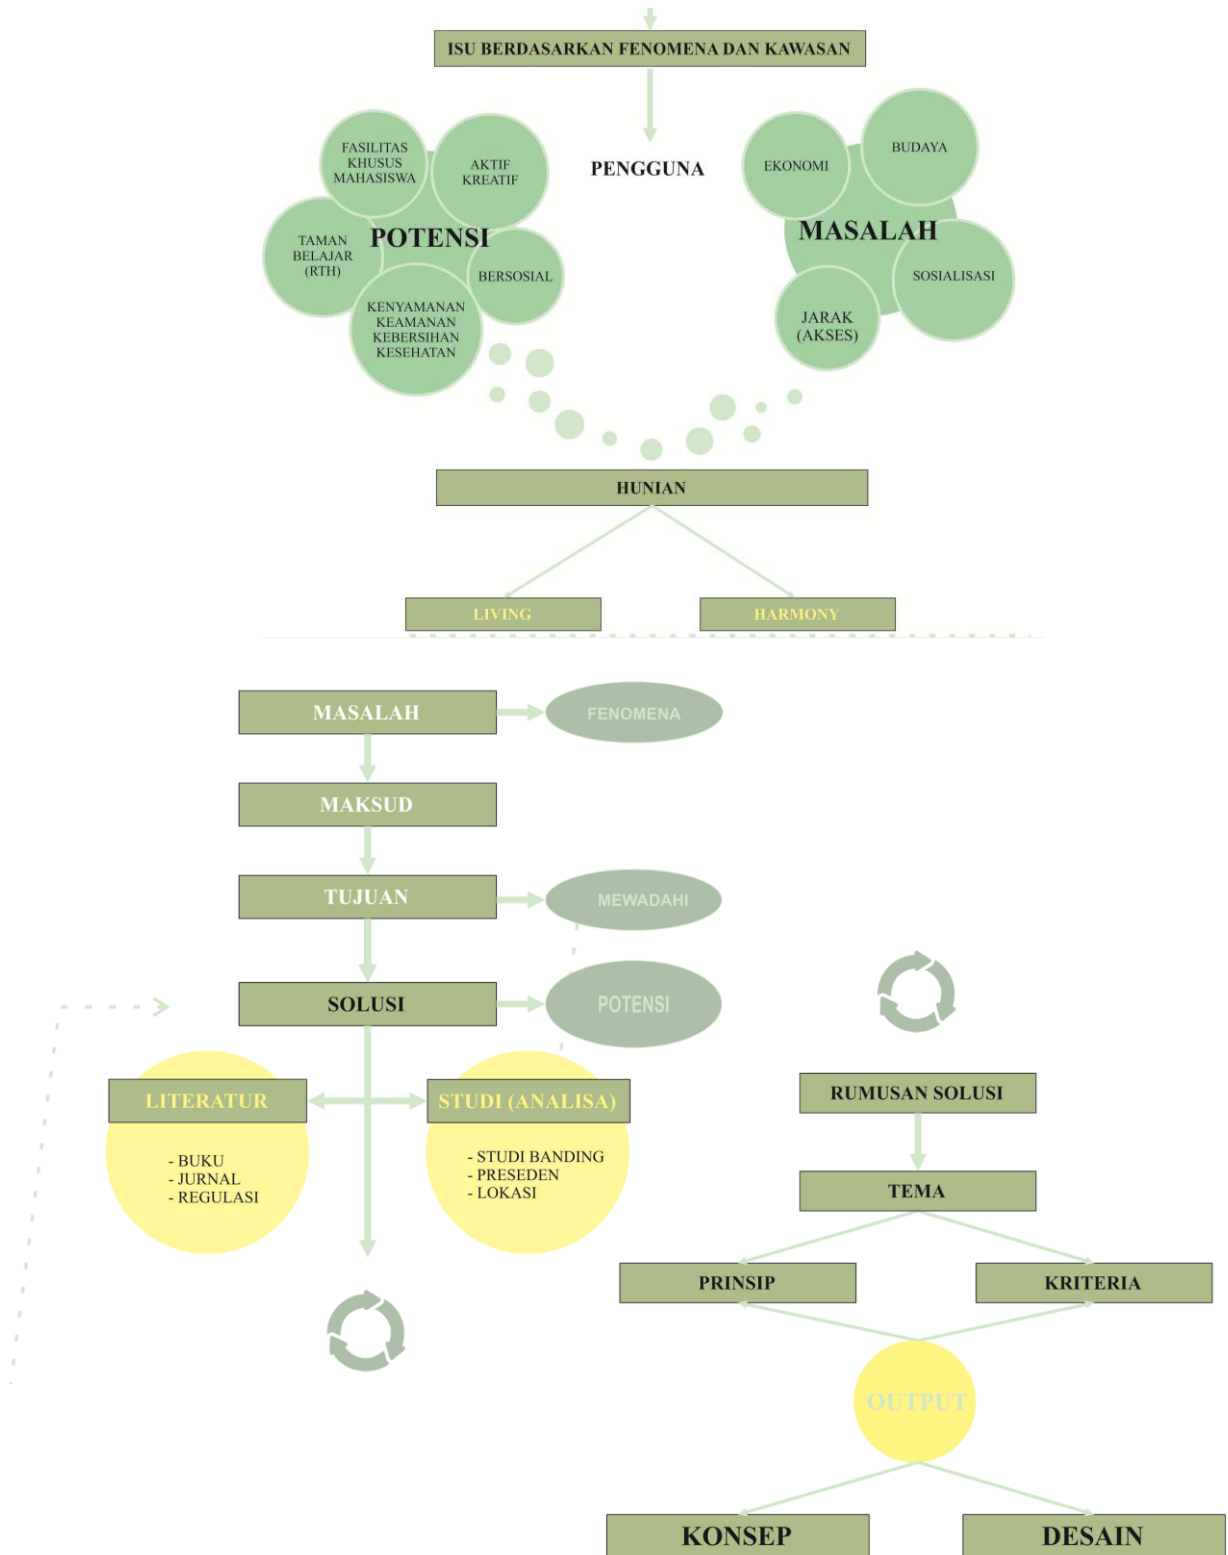 ISU BERDASARKAN FENOMENA DAN KAWASAN
FASILITAS
KHUSUS
MAHASISWA
AKTIF
KREATIF
TAMAN
BELAJAR
(RTH)
POTENSI
BERSOSIAL
KENYAMANAN
KEAMANAN
KEBERSIHAN
KESEHATAN
PENGGUNA
EKONOMI
BUDAYA
MASALAH
SOSIALISASI
JARAK
(AKSES)
HUNIAN
LIVING
HARMONY
MASALAH
FENOMENA
MAKSUD
TUJUAN
MEWADAHI
SOLUSI
POTENSI
LITERATUR
- BUKU
- JURNAL
- REGULASI
STUDI (ANALISA)
- STUDI BANDING
- PRESEDEN
- LOKASI
RUMUSAN SOLUSI
TEMA
PRINSIP
KRITERIA
OUTPUT
KONSEP
DESAIN